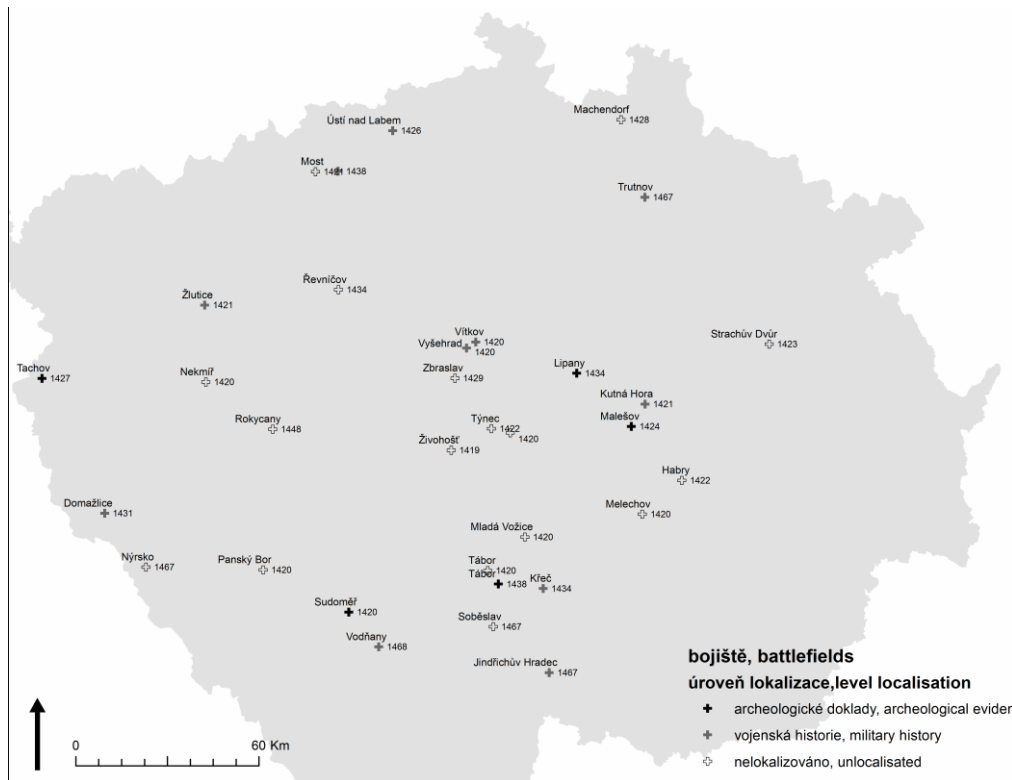 Machendorf
1428
Ústí nad Labem
1426
Most
1438
Trutnov
1467
Řevničov
1434
Žlutice
1421
Vítkov
1420
Vyšehrad
1420
Strachův Dvůr
1423
Tachov
1427
Nekmíř
1420
Zbraslav
1429
Lipany
1434
Kutná Hora
1421
Malešov
1424
Rokycany
1448
Týnec
1422
1420
Živohošť
1419
Habry
1422
Melechov
1420
Domažlice
1431
Mladá Vožice
1420
Nýrsko
1467
Panský Bor
1420
Tábor
1420
Tábor
1438
Křeč
1434
Sudoměř
1420
Soběslav
1467
Vodňany
1468
Jindřichův Hradec
1467
bojiště, battlefields
úroveň lokalizace,level localisation
archeologické doklady, archeological evider
vojenská historie, military history
nelokalizováno, unlocalisated
0 60 Km